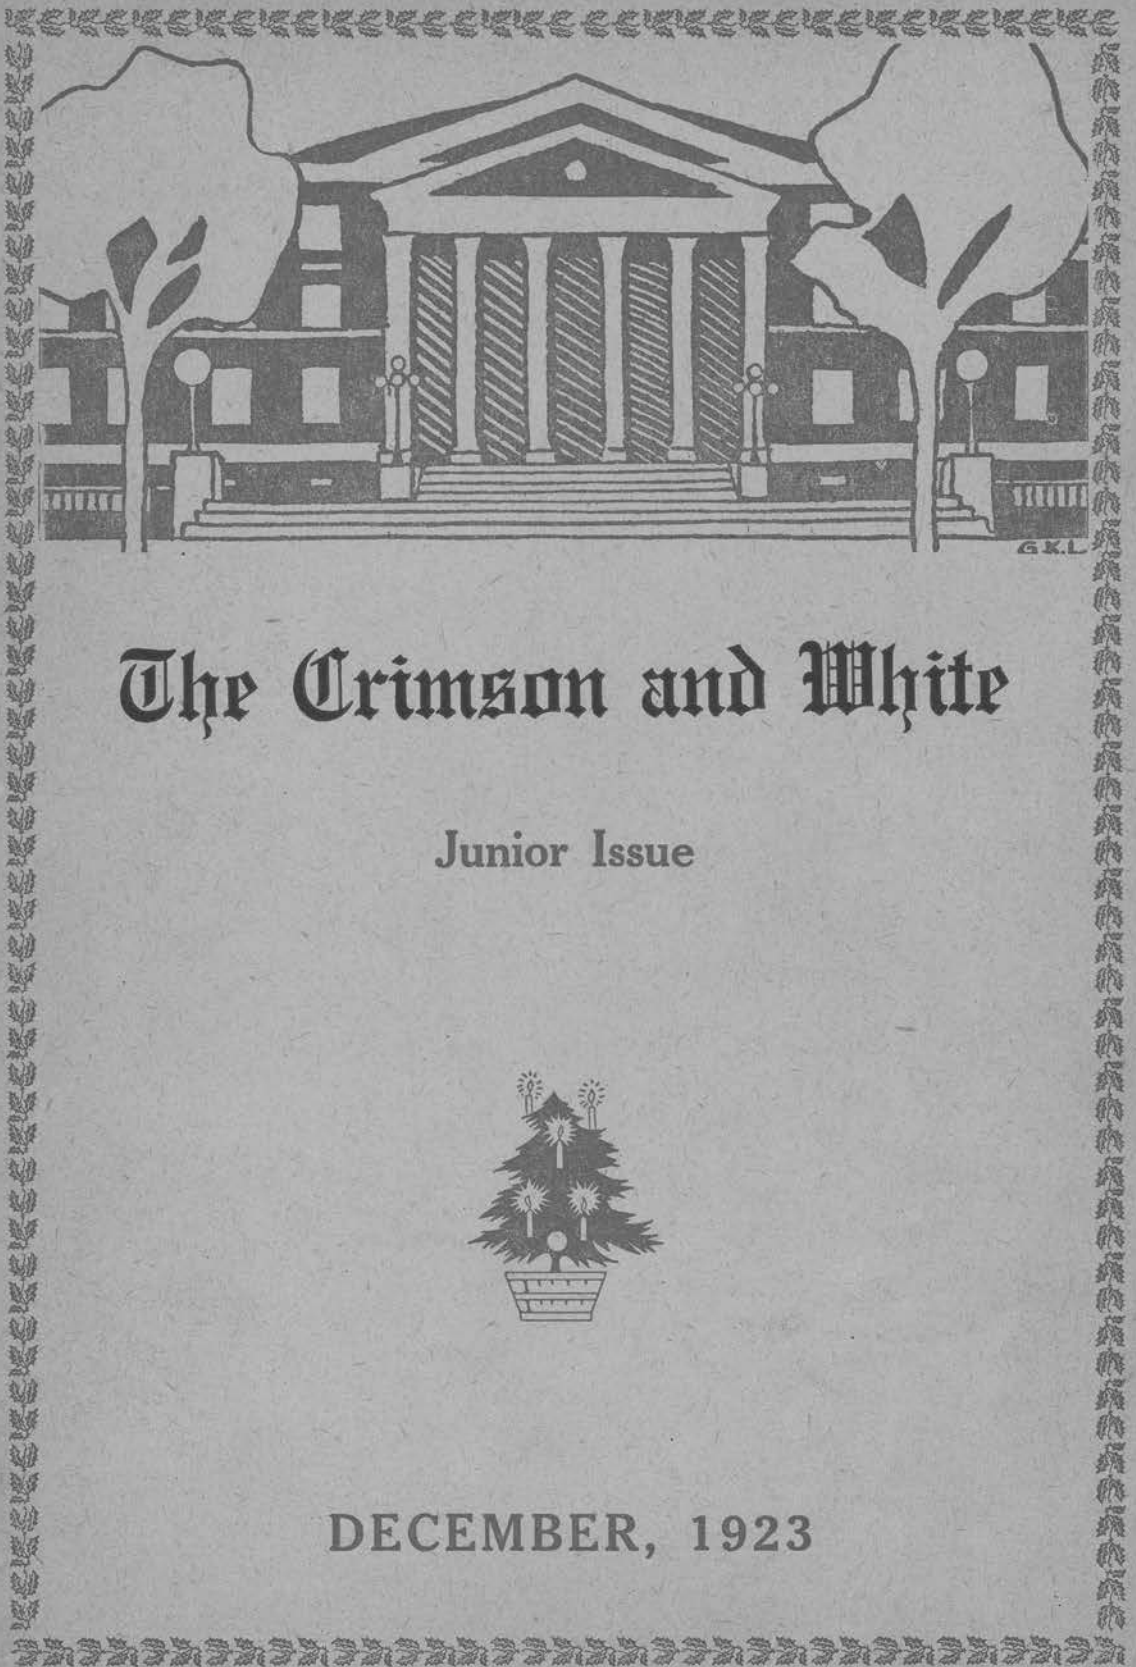 G.K.L
The Crimson and White
Junior Issue
DECEMBER, 1923